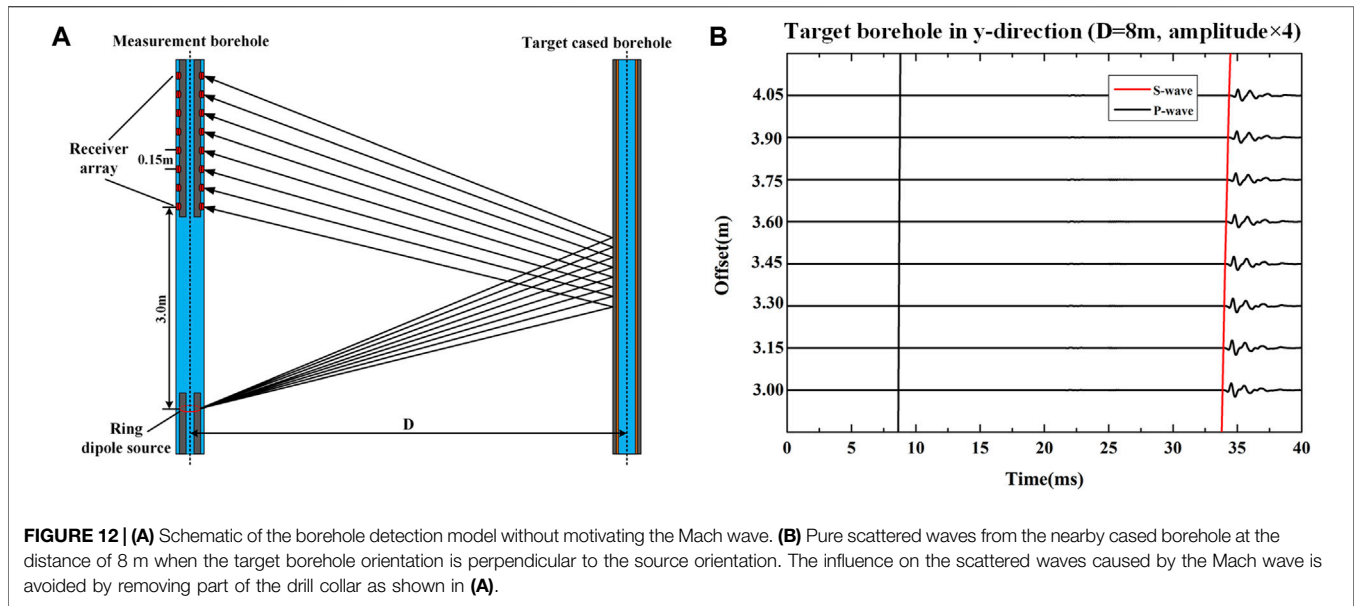 A
Measurement borehole
Target cased borehole
Receiver
array
0.15m
3.0m
Ring
dipole source
D
B
Target borehole in y-direction (D=8m, amplitude×4)
S-wave
P-wave
Offset(m)
4.05
3.90
3.75
3.60
3.45
3.30
3.15
3.00
0 5 10 15 20 25 30 35 40
Time(ms)
FIGURE 12 | (A) Schematic of the borehole detection model without motivating the Mach wave. (B) Pure scattered waves from the nearby cased borehole at the
distance of 8 m when the target borehole orientation is perpendicular to the source orientation. The influence on the scattered waves caused by the Mach wave is
avoided by removing part of the drill collar as shown in (A).